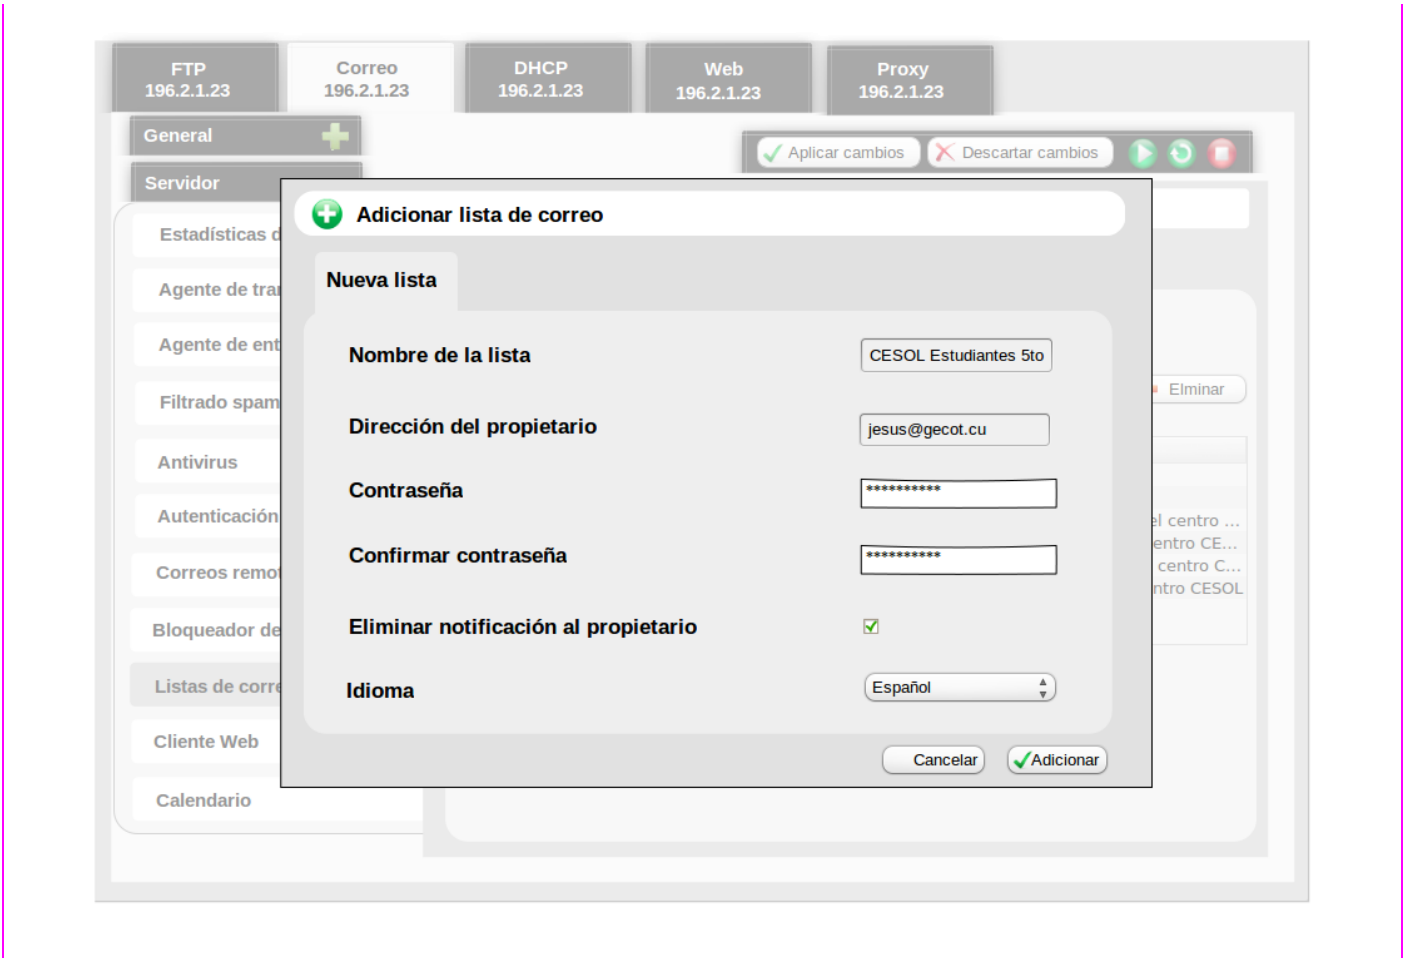 FTP
196.2.1.23
Correo
196.2.1.23
DHCP
196.2.1.23
Web
196.2.1.23
Proxy
196.2.1.23
General
Aplicar cambios
Descartar cambios
Servidor
Adicionar lista de correo
Estadísticas
Nueva lista
Agente de
Nombre de la lista
CESOL Estudiantes 5to
Agente de
Elminar
Filtrado spam
Dirección del propietario
jesus@gecot.cu
Antivirus
Contraseña
**********
Autenticación
el centro ...
entro CE...
centro C...
ntro CESOL
Confirmar contraseña
**********
Correos
Bloqueador de
Eliminar notificación al propietario
Listas de
Idioma
Español
Cliente Web
Cancelar
Adicionar
Calendario